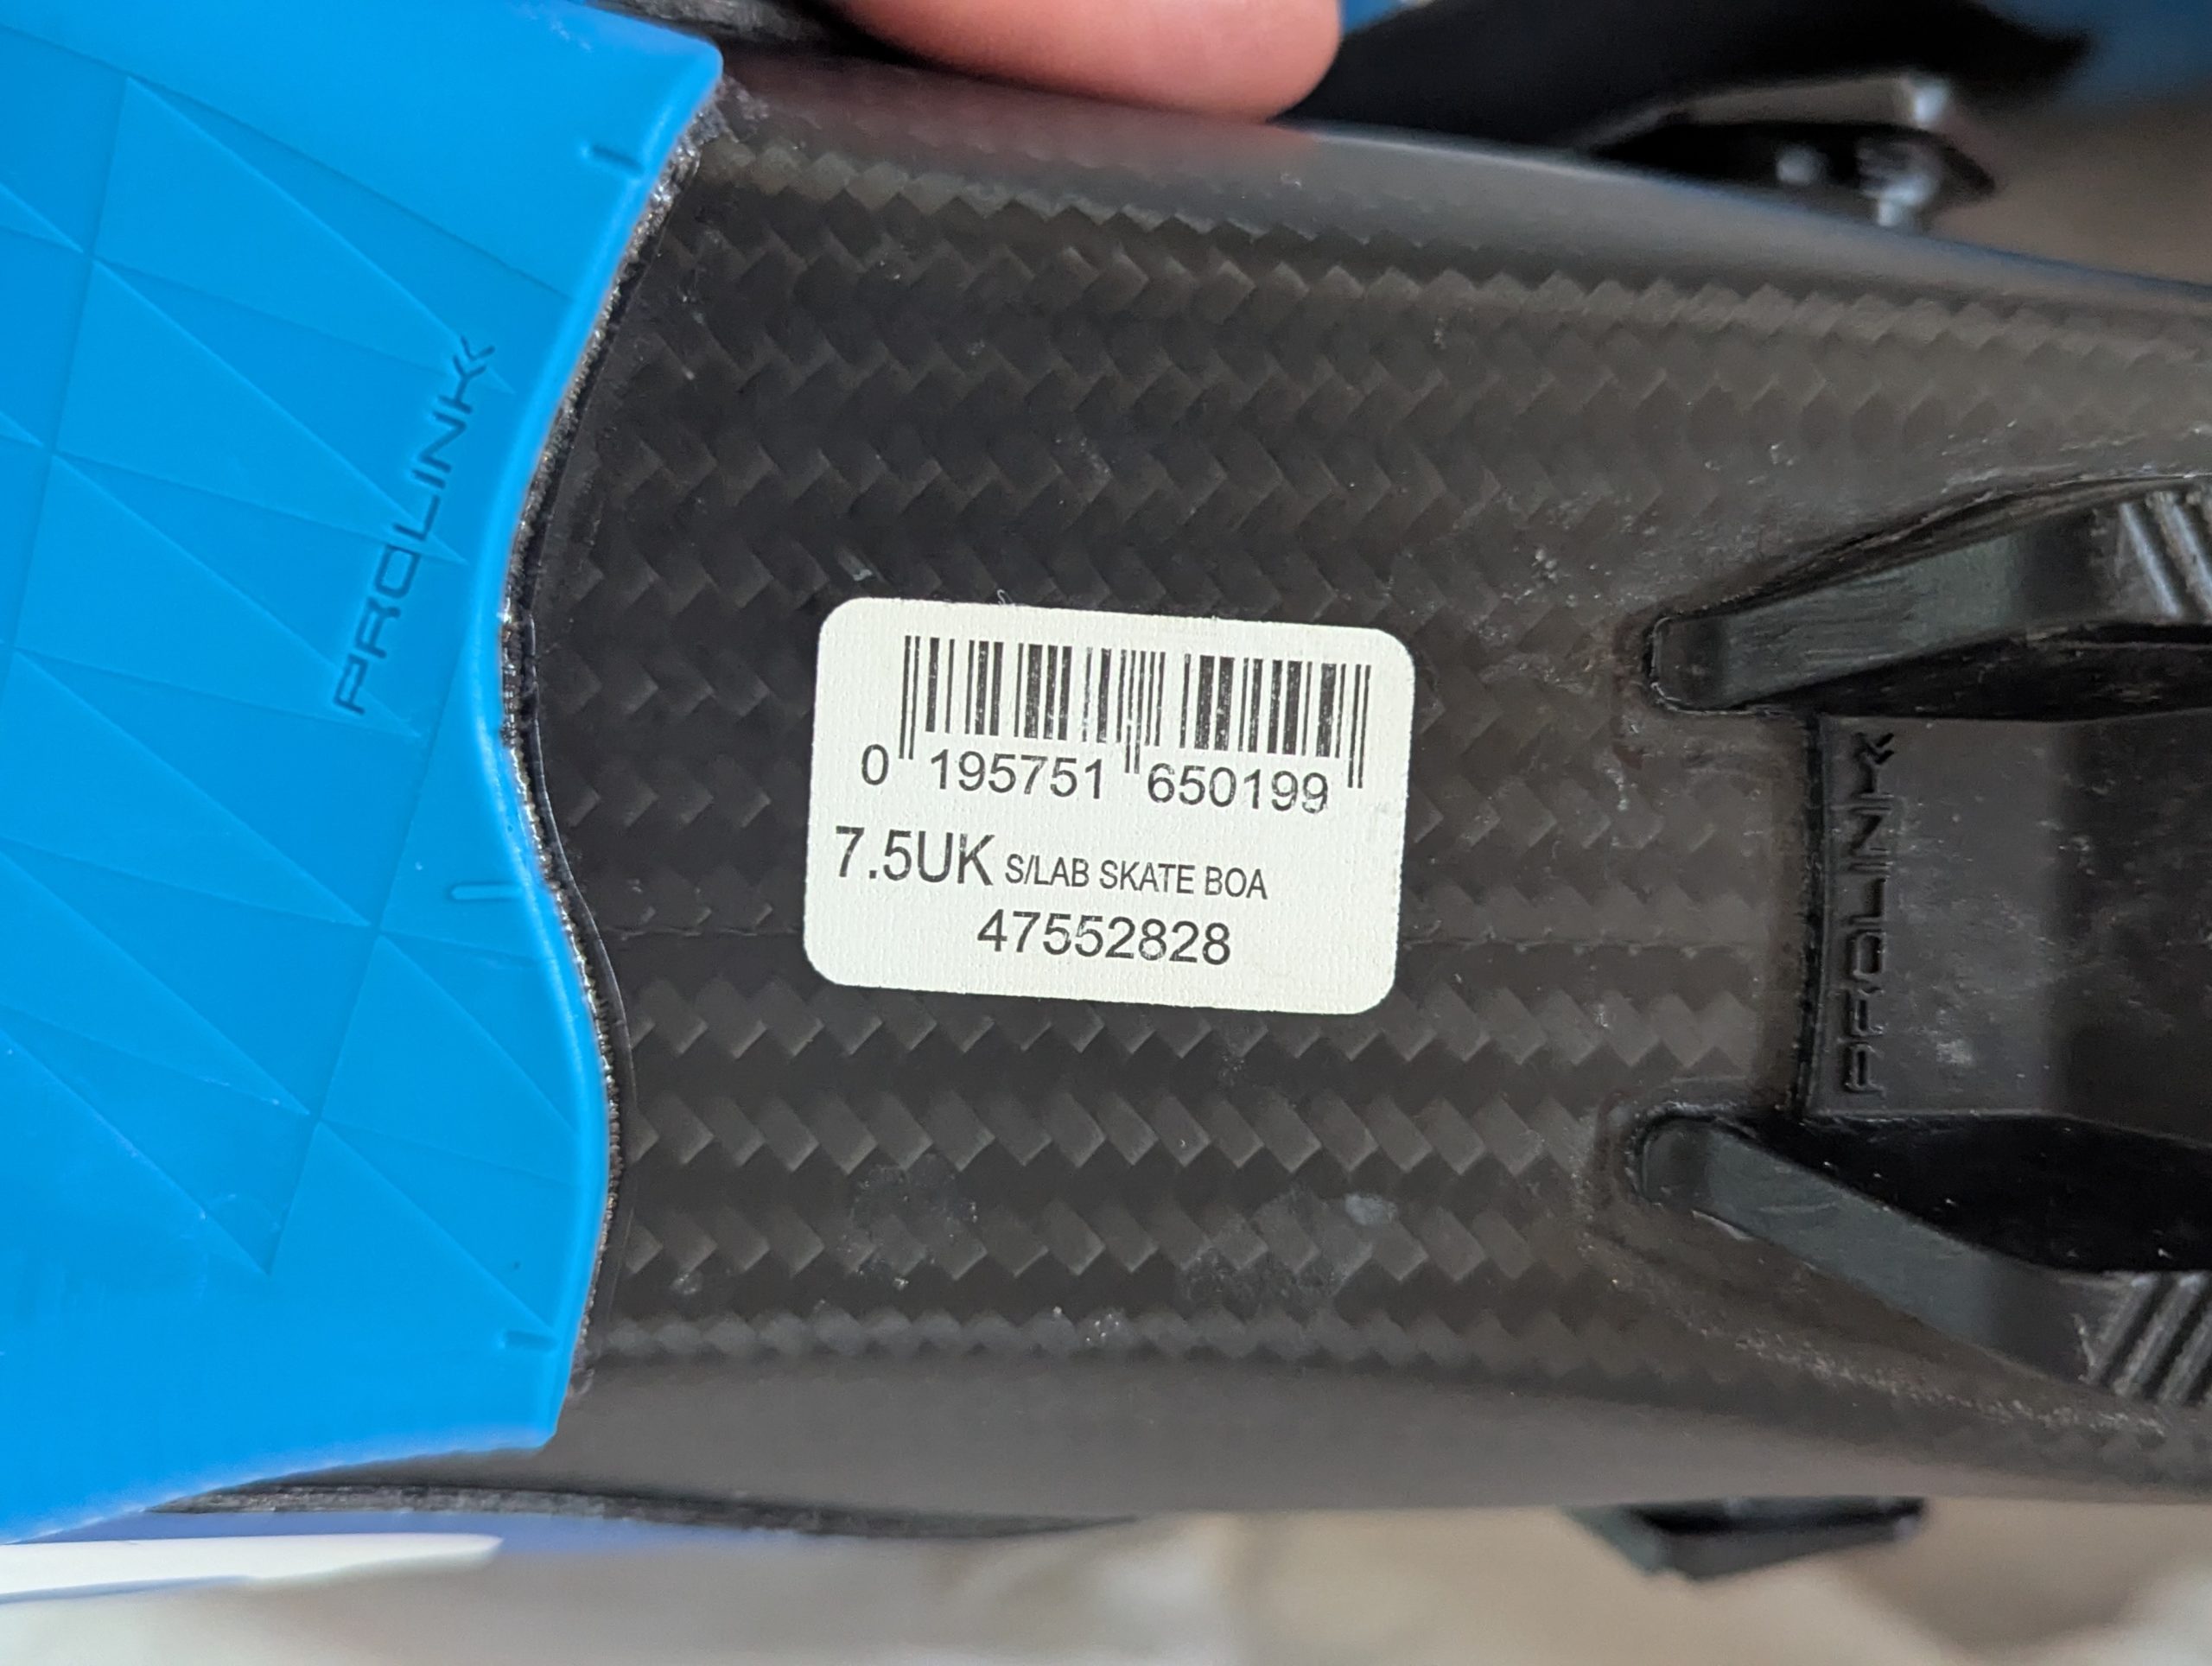 PROLINK
0 195751 650199
7.5UK S/LAB SKATE BOA
47552828
PROLINK